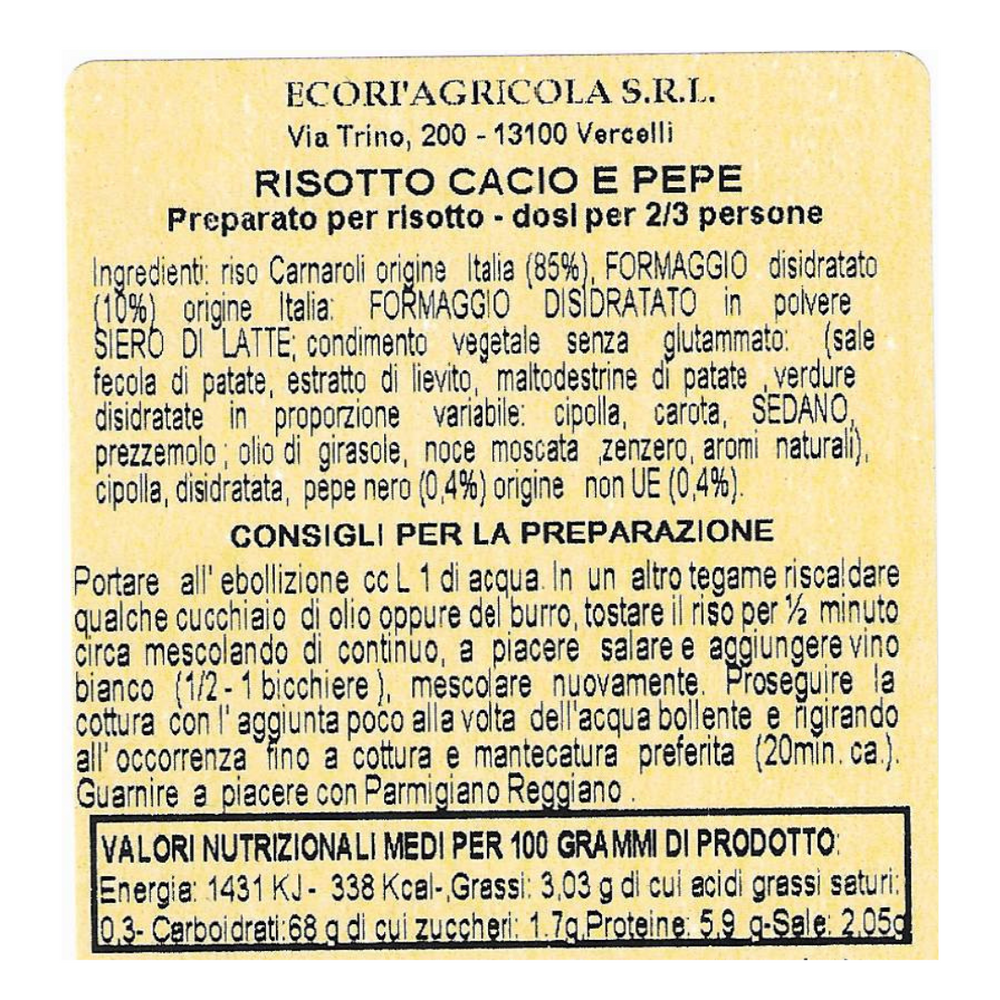 ECORI'AGRICOLA S.R.L.
Via Trino, 200 - 13100 Vercelli
RISOTTO CACIO E PEPE
Preparato per risotto - dosi per 2/3 persone
Ingredienti: riso Carnaroli origine Italia (85%), FORMAGGIO disidratato
(10%) origine Italia: FORMAGGIO DISIDRATATO in polvere
SIERO DI LATTE; condimento vegetale senza glutammato: (sale
fecola di patate, estratto di lievito, maltodestrine di patate , verdure
disidratate in proporzione variabile: cipolla, carota, SEDANO,
prezzemolo ; olio di girasole, noce moscata ,zenzero, aromi naturali),
cipolla, disidratata, pepe nero (0,4%) origine non UE (0,4%).
CONSIGLI PER LA PREPARAZIONE
Portare all' ebollizione cc L 1 di acqua. In un altro tegame riscaldare
qualche cucchiaio di olio oppure del burro, tostare il riso per ½ minuto
circa mescolando di continuo, a piacere salare e aggiungere vino
bianco (1/2 - 1 bicchiere ), mescolare nuovamente. Proseguire la
cottura con l' aggiunta poco alla volta dell'acqua bollente e rigirando
all' occorrenza fino a cottura e mantecatura preferita (20min. ca.).
Guarnire a piacere con Parmigiano Reggiano .
VALORI NUTRIZIONALI MEDI PER 100 GRAMMI DI PRODOTTO:
Energia: 1431 KJ - 338 Kcal-,Grassi: 3,03 g di cui acidi grassi saturi:
0,3- Carboidrati:68 g di cui zuccheri: 1.7g,Proteine: 5,9 g-Sale: 2,05g